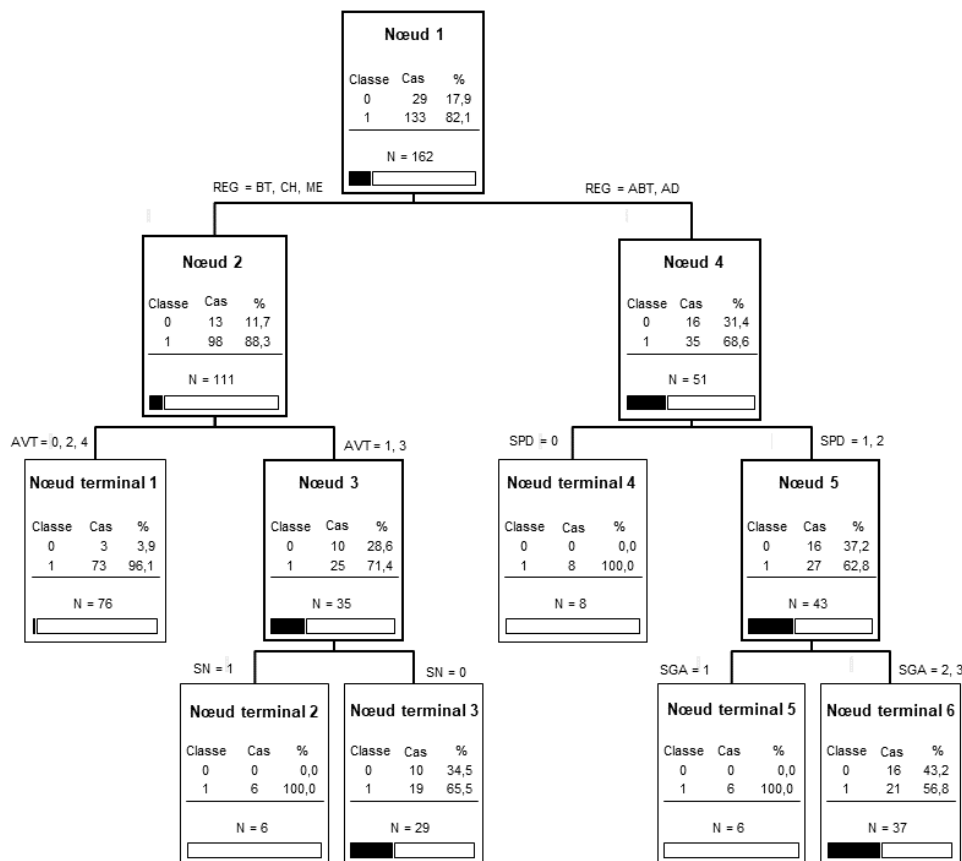 Nœud 1
Classe Cas %
0 29 17,9
1 133 82,1
N = 162
REG = BT, CH, ME
REG = ABT, AD
Nœud 2
Classe Cas %
0 13 11,7
1 98 88,3
N = 111
Nœud 4
Classe Cas %
0 16 31,4
1 35 68,6
N = 51
AVT = 0, 2, 4
AVT = 1, 3
SPD = 0
SPD = 1, 2
Nœud terminal 1
Classe Cas %
0 3 3,9
1 73 96,1
N = 76
Nœud 3
Classe Cas %
0 10 28,6
1 25 71,4
N = 35
Nœud terminal 4
Classe Cas %
0 0 0,0
1 8 100,0
N = 8
Nœud 5
Classe Cas %
0 16 37,2
1 27 62,8
N = 43
SN = 1
SN = 0
SGA = 1
SGA = 2, 3
Nœud terminal 2
Classe Cas %
0 0 0,0
1 6 100,0
N = 6
Nœud terminal 3
Classe Cas %
0 10 34,5
1 19 65,5
N = 29
Nœud terminal 5
Classe Cas %
0 0 0,0
1 6 100,0
N = 6
Nœud terminal 6
Classe Cas %
0 16 43,2
1 21 56,8
N = 37